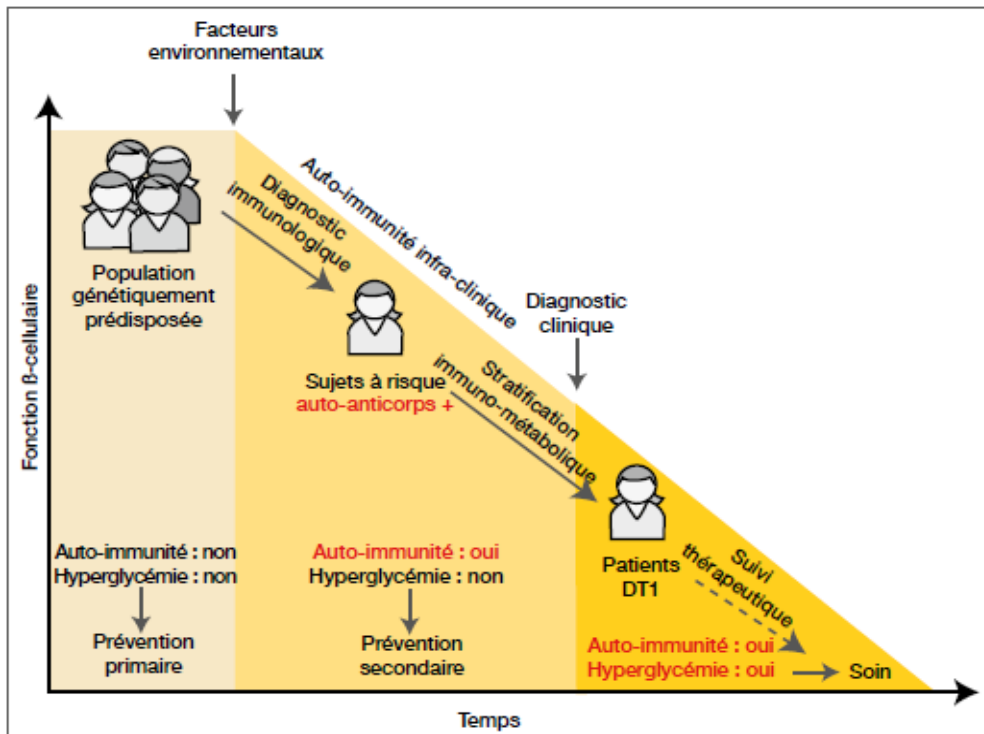 Facteurs
environnementaux
Fonction ß-cellulaire
Population
génétiquement
prédisposée
Diagnostic
immunologique
Auto-immunité infra-clinique
Sujets à risque
auto-anticorps +
Diagnostic
clinique
Stratification
immuno-métabolique
Patients
DT1
Suivi
thérapeutique
Auto-immunité : non
Hyperglycémie : non
Prévention
primaire
Auto-immunité : oui
Hyperglycémie : non
Prévention
secondaire
Auto-immunité : oui
Hyperglycémie : oui
Soin
Temps